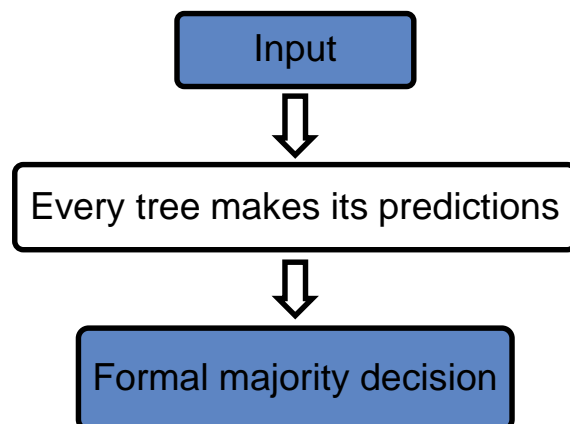 Input
Every tree makes its predictions
Formal majority decision